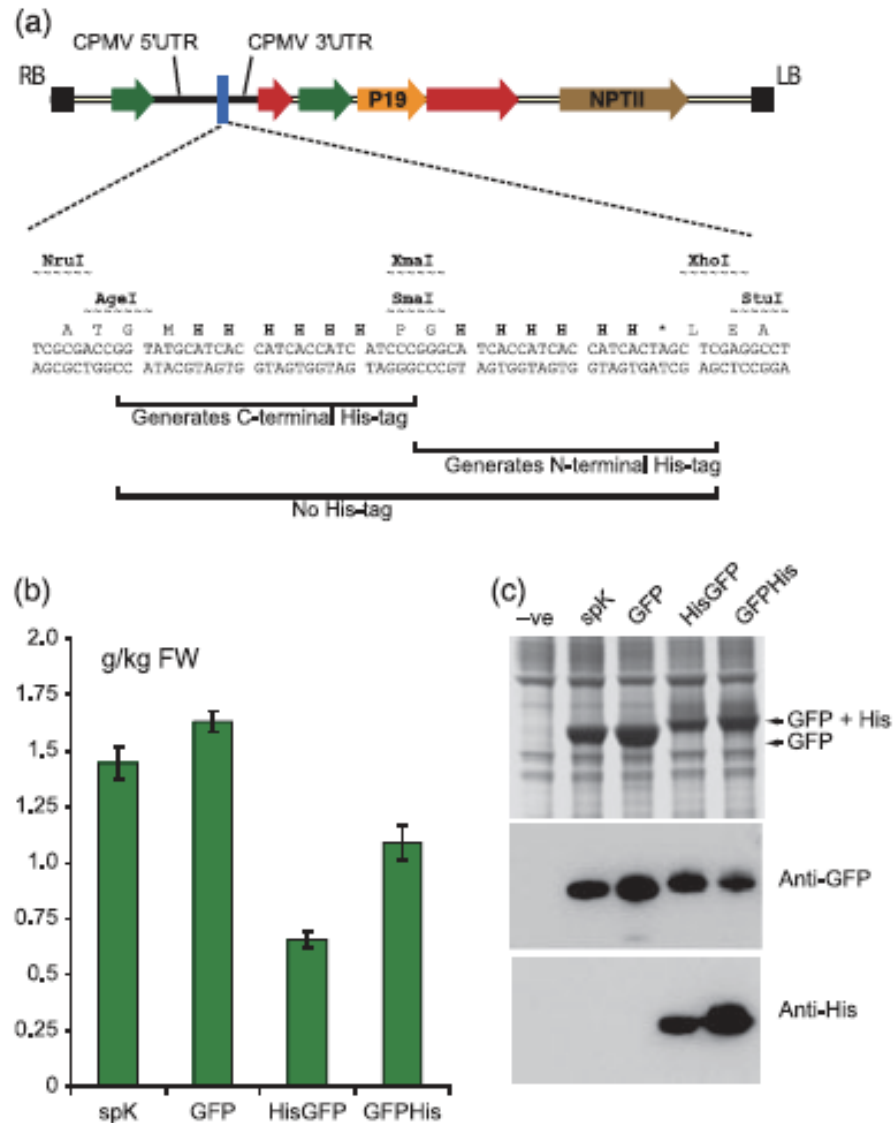 (a)
CPMV 5'UTR CPMV 3'UTR
RB LB
P19 NPTII
NruI XmaI XhoI
AgeI SmaI StuI
A T G M H H H H H H P G H H H H H H * L E A
TCGCGACCGG TATGCATCAC CATCACCATC ATCCCGGGCA TCACCATCAC CATCACTAGC TCGAGGCCT
AGCGCTGGCC ATACGTAGTG GTAGTGGTAG TAGGGCCCGT AGTGGTAGTG GTAGTGATCG AGCTCCGGA
Generates C-terminal His-tag
Generates N-terminal His-tag
No His-tag
(b)
g/kg FW
2.0
1.75
1.5
1.25
1.0
0.75
0.5
0.25
0
spK GFP HisGFP GFPHis
(c)
–ve spK GFP HisGFP GFPHis
GFP + His
GFP
Anti-GFP
Anti-His